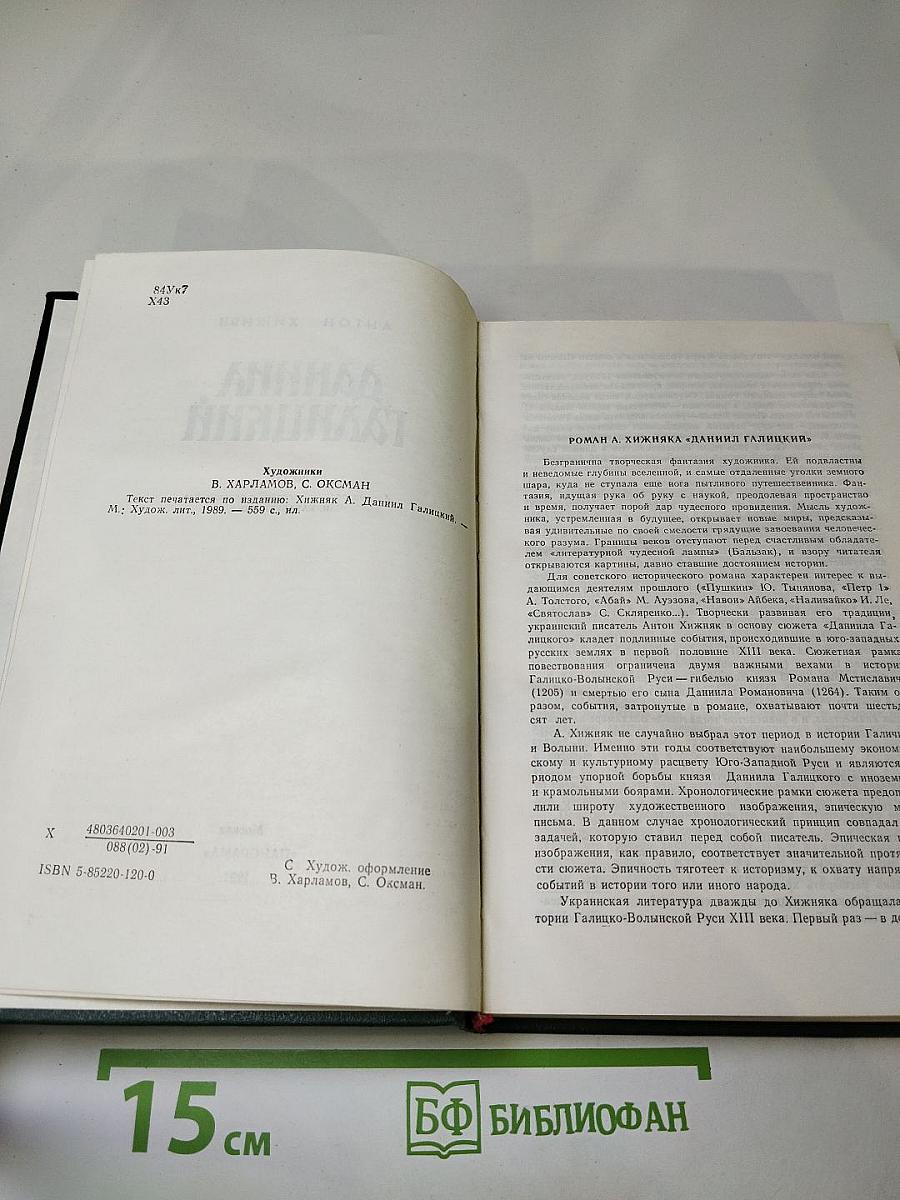 84Ук7
Х43
Художники
В. ХАРЛАМОВ, С. ОКСМАН
Текст печатается по изданию: Хижняк А. Даниил Галицкий. —
М.: Худож. лит., 1989. — 559 с., ил.
Х 4803640201-003
088(02)-91
ISBN 5-85220-120-0
С Худож. оформление
В. Харламов, С. Оксман.
РОМАН А. ХИЖНЯКА «ДАНИИЛ ГАЛИЦКИЙ»
Безгранична творческая фантазия художника. Ей подвластны
и неведомые глубины вселенной, и самые отдаленные уголки земного
шара, куда не ступала еще нога пытливого путешественника. Фан-
тазия, идущая рука об руку с наукой, преодолевая пространство
и время, получает порой дар чудесного провидения. Мысль худож-
ника, устремленная в будущее, открывает новые миры, предсказы-
вая удивительные по своей смелости грядущие завоевания человечес-
кого разума. Границы веков отступают перед счастливым обладате-
лем «литературной чудесной лампы» (Бальзак), и взору читателя
открываются картины, давно ставшие достоянием истории.
Для советского исторического романа характерен интерес к вы-
дающимся деятелям прошлого («Пушкин» Ю. Тынянова, «Петр I»
А. Толстого, «Абай» М. Ауэзова, «Навои» Айбека, «Наливайко» И. Ле,
«Святослав» С. Скляренко...). Творчески развивая его традиции,
украинский писатель Антон Хижняк в основу сюжета «Даниила Га-
лицкого» кладет подлинные события, происходившие в юго-западных
русских землях в первой половине XIII века. Сюжетная рамка
повествования ограничена двумя важными вехами в истори
Галицко-Волынской Руси — гибелью князя Романа Мстиславич
(1205) и смертью его сына Даниила Романовича (1264). Таким о
разом, события, затронутые в романе, охватывают почти шестьд
сят лет.
А. Хижняк не случайно выбрал этот период в истории Галич
и Волыни. Именно эти годы соответствуют наибольшему эконом
скому и культурному расцвету Юго-Западной Руси и являются
риодом упорной борьбы князя Даниила Галицкого с инозем
и крамольными боярами. Хронологические рамки сюжета предоп
лили широту художественного изображения, эпическую м
письма. В данном случае хронологический принцип совпадал
задачей, которую ставил перед собой писатель. Эпическая
изображения, как правило, соответствует значительной протя
сти сюжета. Эпичность тяготеет к историзму, к охвату напря
событий в истории того или иного народа.
Украинская литература дважды до Хижняка обращала
тории Галицко-Волынской Руси XIII века. Первый раз — в до
15 см
БФ БИБЛИОФАН